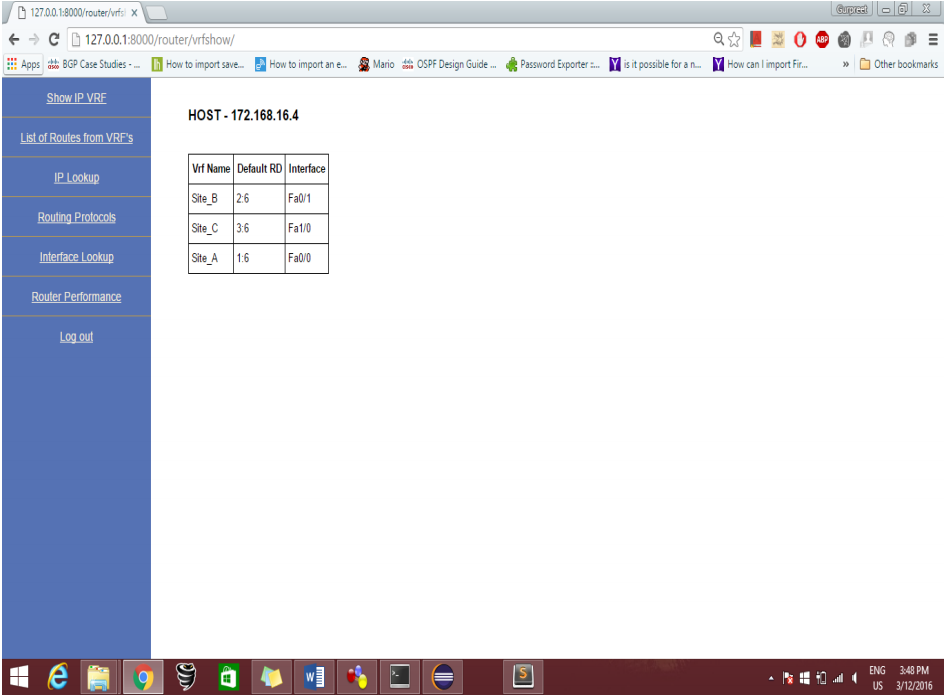 127.0.0.1:8000/router/vrfsl
Gurpreet
127.0.0.1:8000/router/vrfshow/
Apps
BGP Case Studies - ...
How to import save...
How to import an e...
Mario
OSPF Design Guide ...
Password Exporter ::...
is it possible for a n...
How can I import Fir...
»
Other bookmarks
Show IP VRF
List of Routes from VRF's
IP Lookup
Routing Protocols
Interface Lookup
Router Performance
Log out
HOST - 172.168.16.4
Vrf Name Default RD Interface
Site_B 2:6 Fa0/1
Site_C 3:6 Fa1/0
Site_A 1:6 Fa0/0
ENG 3:48 PM
US 3/12/2016